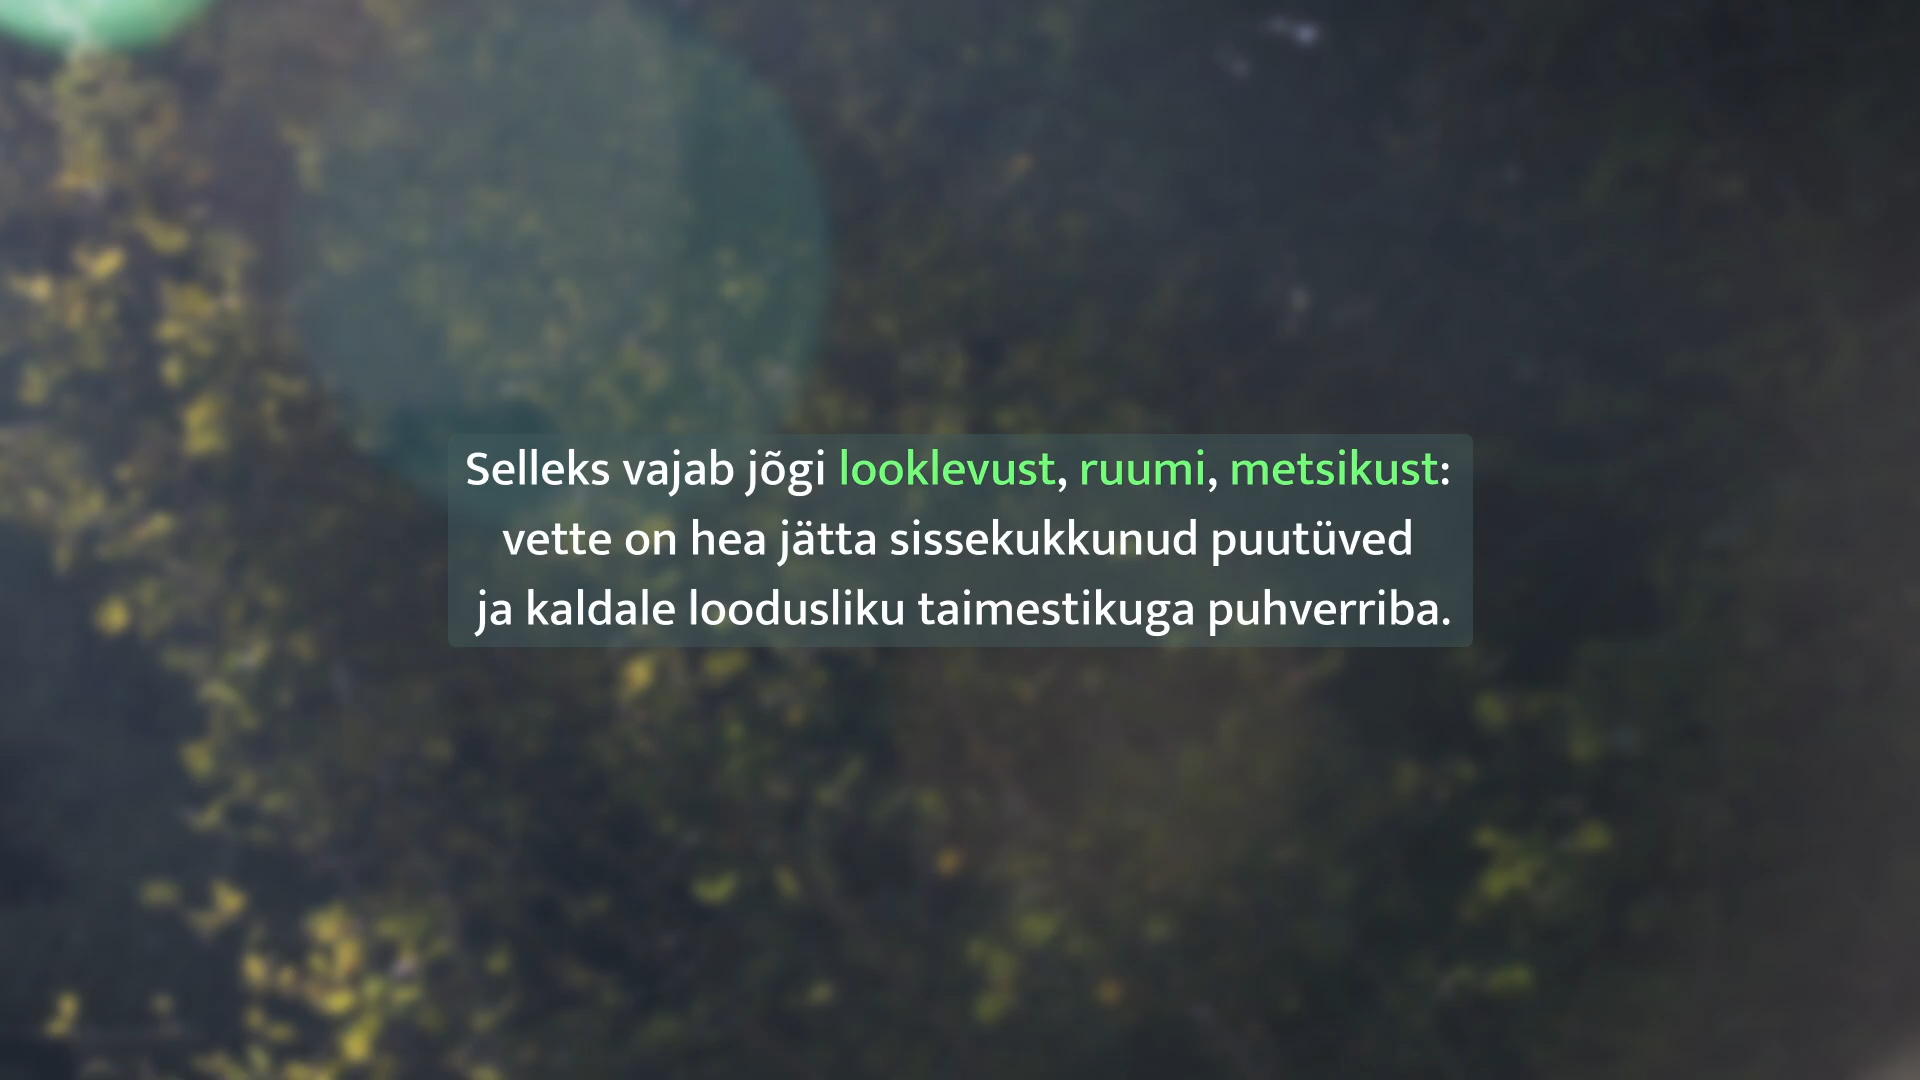 Selleks vajab jõgi looklevust, ruumi, metsikust:
vette on hea jätta sissekukkunud puutüved
ja kaldale loodusliku taimestikuga puhverriba.